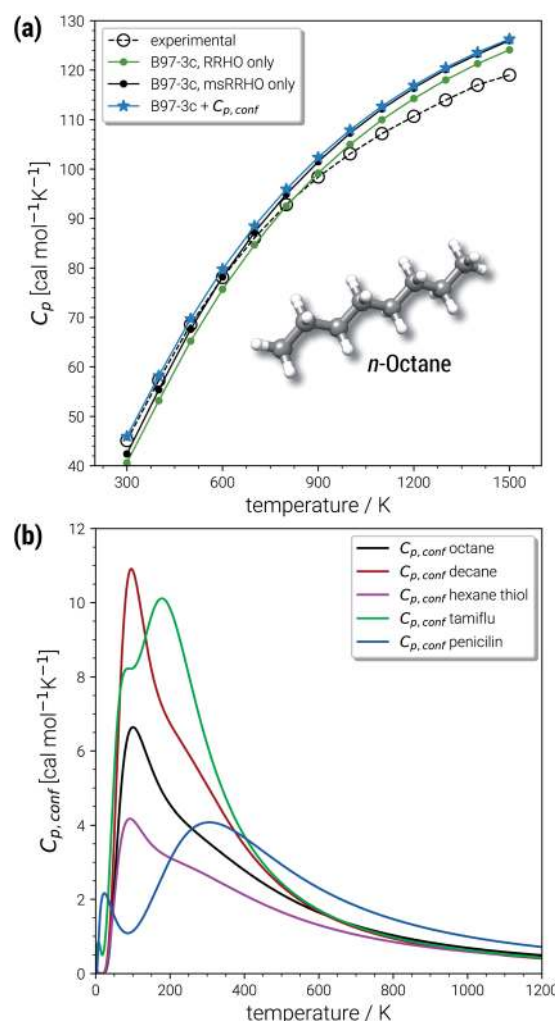 (a)
experimental
B97-3c, RRHO only
B97-3c, msRRHO only
B97-3c + Cp, conf
130
120
110
100
90
80
70
60
50
40
Cp [cal mol−1K−1]
n-Octane
300 600 900 1200 1500
temperature / K
(b)
Cp, conf octane
Cp, conf decane
Cp, conf hexane thiol
Cp, conf tamiflu
Cp, conf penicilin
12
10
8
6
4
2
0
Cp, conf [cal mol−1K−1]
0 200 400 600 800 1000 1200
temperature / K